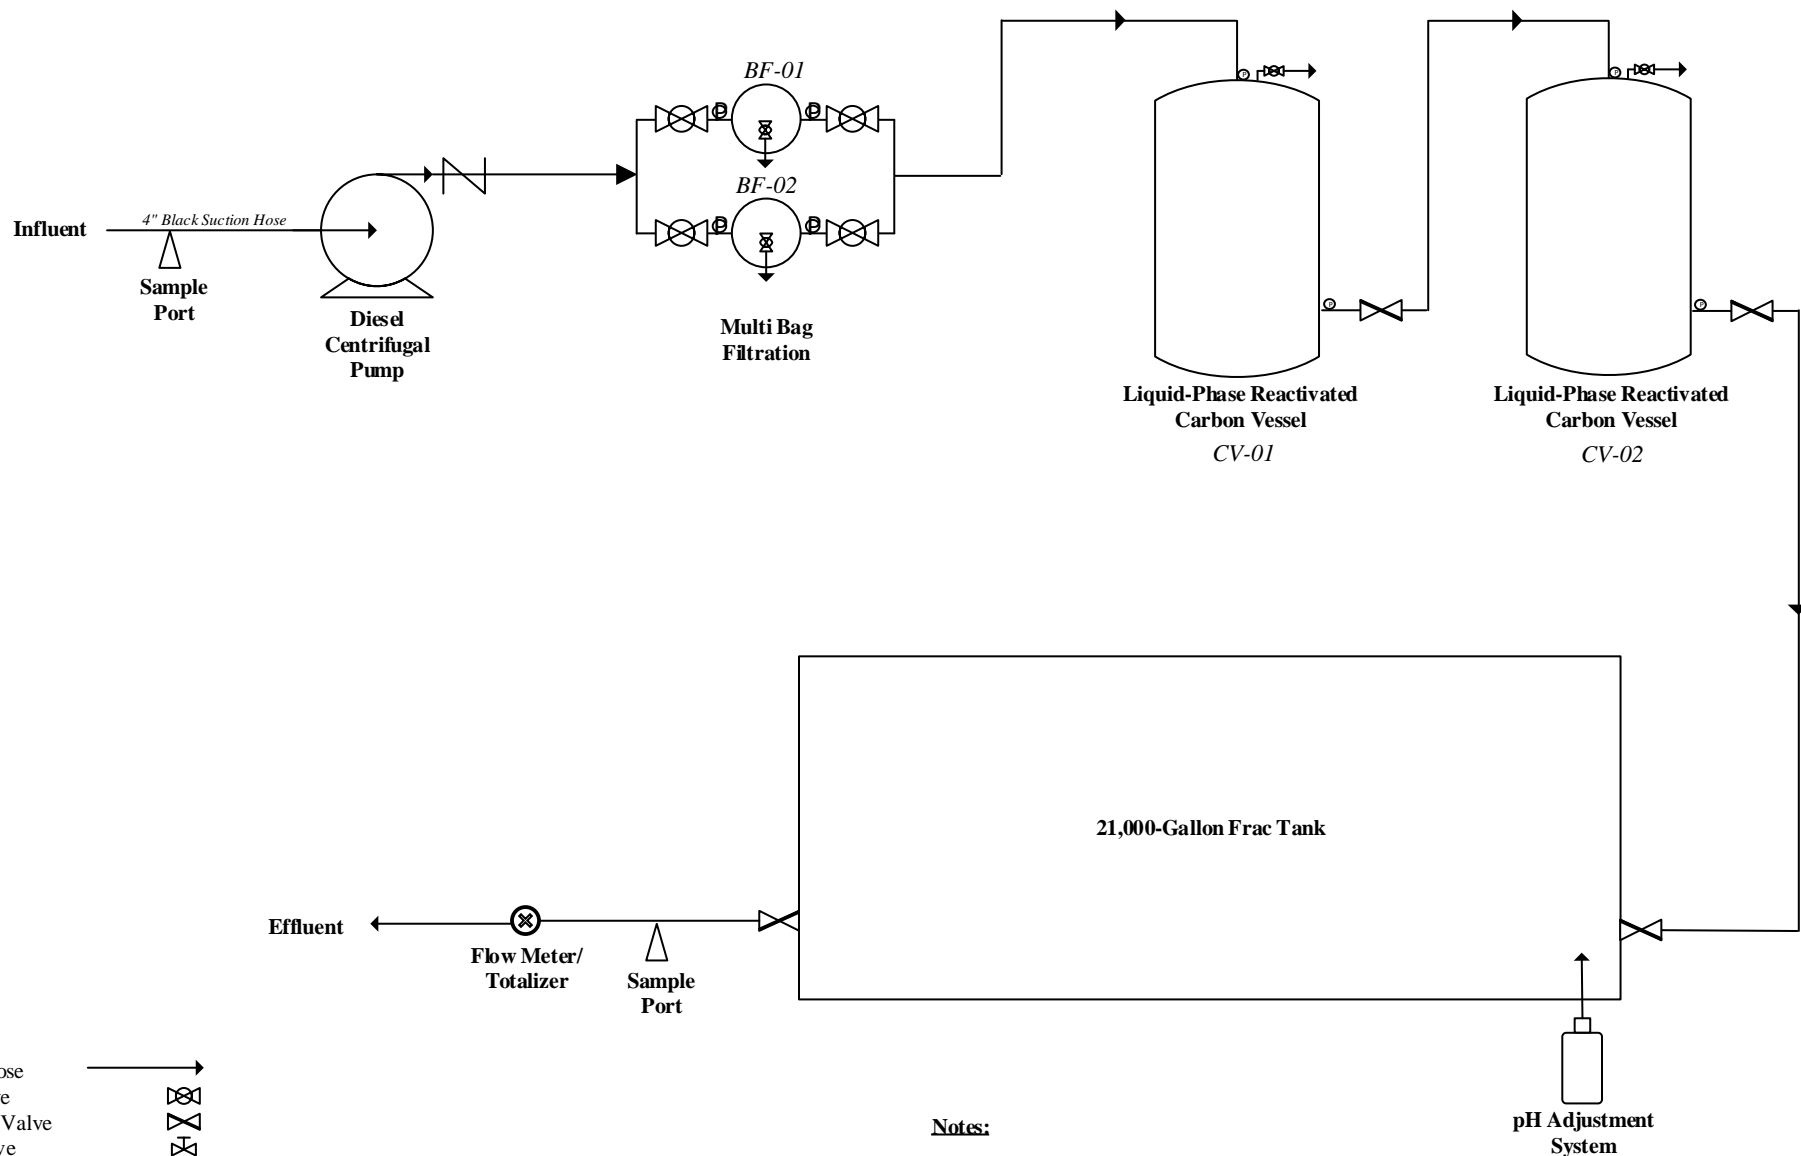 BF-01
BF-02
Influent
4" Black Suction Hose
Sample
Port
Diesel
Centrifugal
Pump
Multi Bag
Filtration
P
P
P
P
P
P
P
P
Liquid-Phase Reactivated
Carbon Vessel
CV-01
Liquid-Phase Reactivated
Carbon Vessel
CV-02
21,000-Gallon Frac Tank
Effluent
Flow Meter/
Totalizer
Sample
Port
pH Adjustment
System
Valve
Notes: